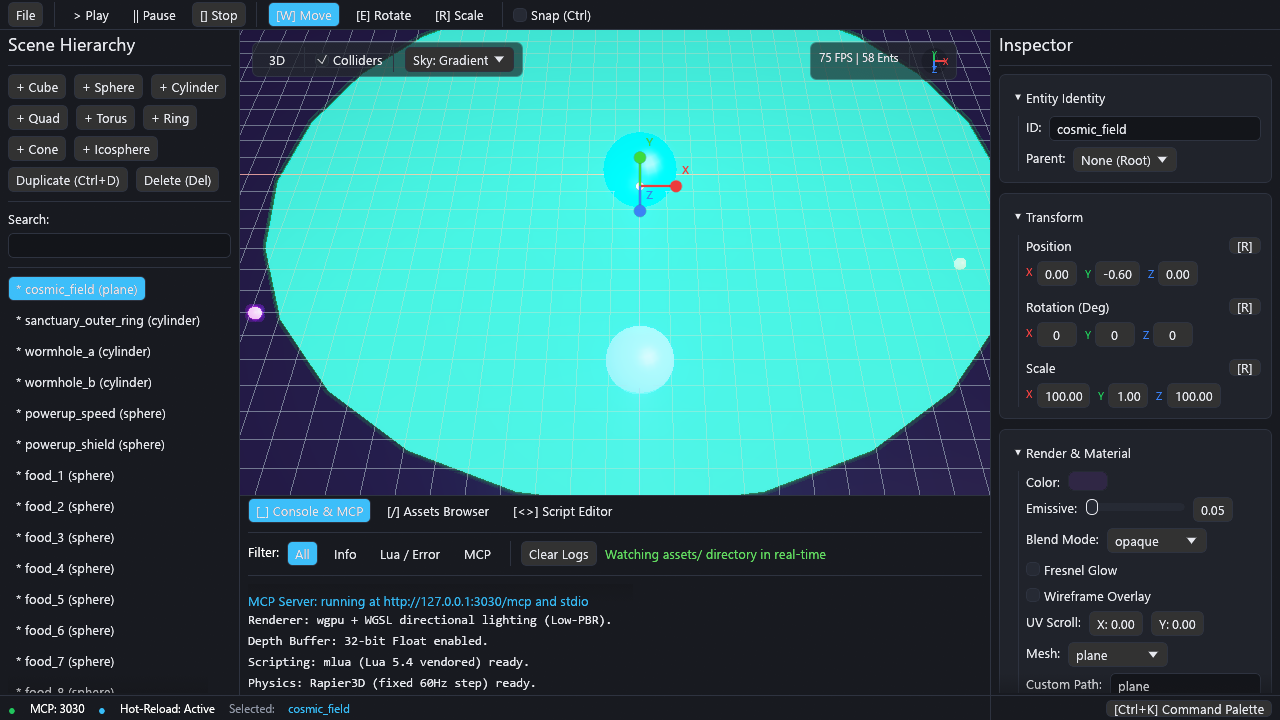 File
> Play
|| Pause
[] Stop
[W] Move
[E] Rotate
[R] Scale
Snap (Ctrl)
Scene Hierarchy
+ Cube
+ Sphere
+ Cylinder
+ Quad
+ Torus
+ Ring
+ Cone
+ Icosphere
Duplicate (Ctrl+D)
Delete (Del)
Search:
* cosmic_field (plane)
* sanctuary_outer_ring (cylinder)
* wormhole_a (cylinder)
* wormhole_b (cylinder)
* powerup_speed (sphere)
* powerup_shield (sphere)
* food_1 (sphere)
* food_2 (sphere)
* food_3 (sphere)
* food_4 (sphere)
* food_5 (sphere)
* food_6 (sphere)
* food_7 (sphere)
* food_8 (sphere)
3D
✓ Colliders
Sky: Gradient
75 FPS | 58 Ents
Y
X
Z
Y
X
Z
[_] Console & MCP
[/] Assets Browser
[<>] Script Editor
Filter:
All
Info
Lua / Error
MCP
Clear Logs
Watching assets/ directory in real-time
MCP Server: running at http://127.0.0.1:3030/mcp and stdio
Renderer: wgpu + WGSL directional lighting (Low-PBR).
Depth Buffer: 32-bit Float enabled.
Scripting: mlua (Lua 5.4 vendored) ready.
Physics: Rapier3D (fixed 60Hz step) ready.
Inspector
Entity Identity
ID: cosmic_field
Parent: None (Root)
Transform
Position [R]
X 0.00 Y -0.60 Z 0.00
Rotation (Deg) [R]
X 0 Y 0 Z 0
Scale [R]
X 100.00 Y 1.00 Z 100.00
Render & Material
Color:
Emissive: 0.05
Blend Mode: opaque
Fresnel Glow
Wireframe Overlay
UV Scroll: X: 0.00 Y: 0.00
Mesh: plane
Custom Path: plane
MCP: 3030
Hot-Reload: Active
Selected: cosmic_field
[Ctrl+K] Command Palette